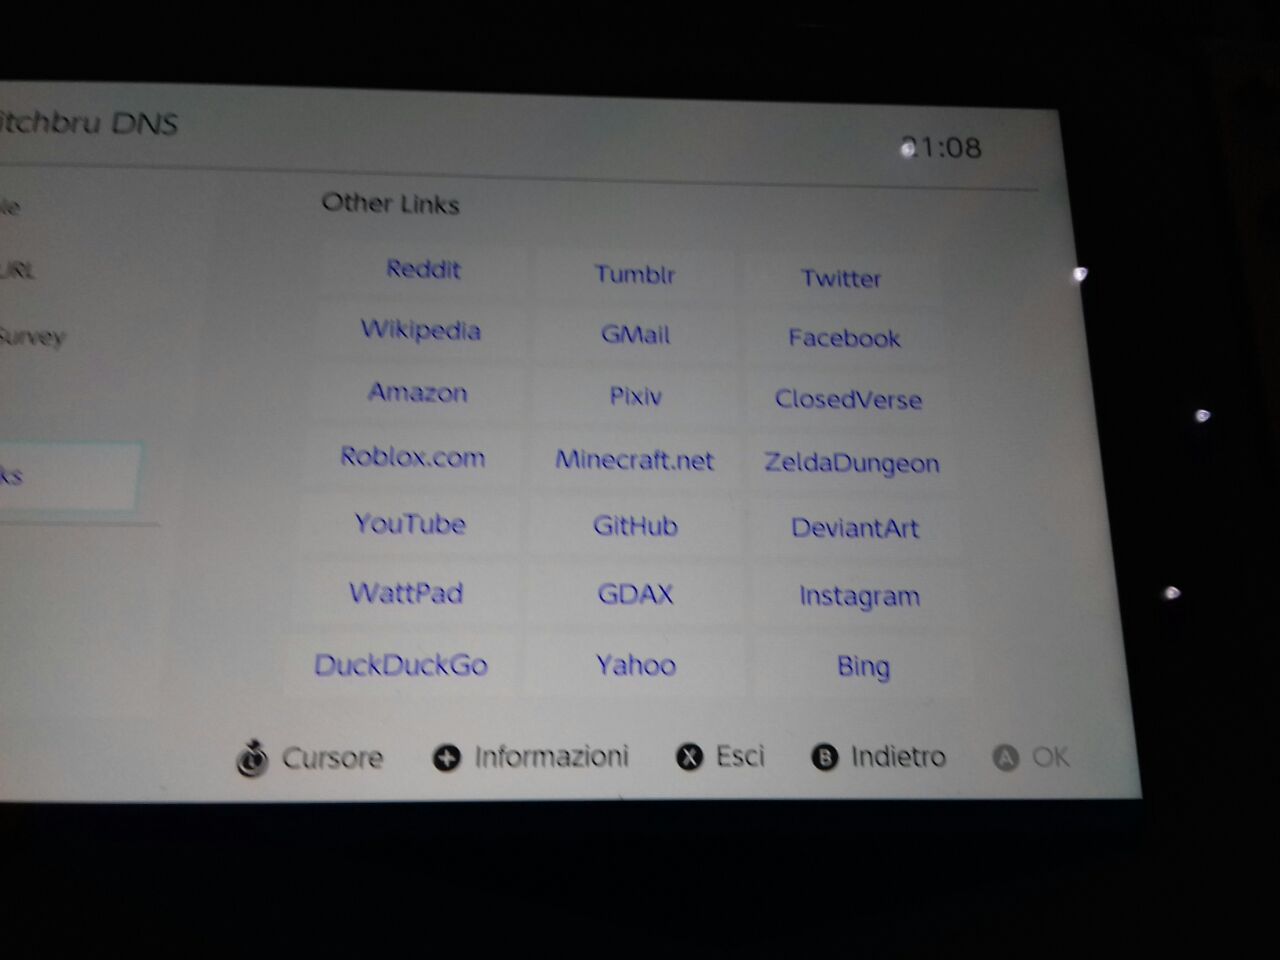 itchbru DNS
21:08
le
URL
Survey
ks
Other Links
Reddit Tumblr Twitter
Wikipedia GMail Facebook
Amazon Pixiv ClosedVerse
Roblox.com Minecraft.net ZeldaDungeon
YouTube GitHub DeviantArt
WattPad GDAX Instagram
DuckDuckGo Yahoo Bing
L Cursore + Informazioni X Esci B Indietro A OK